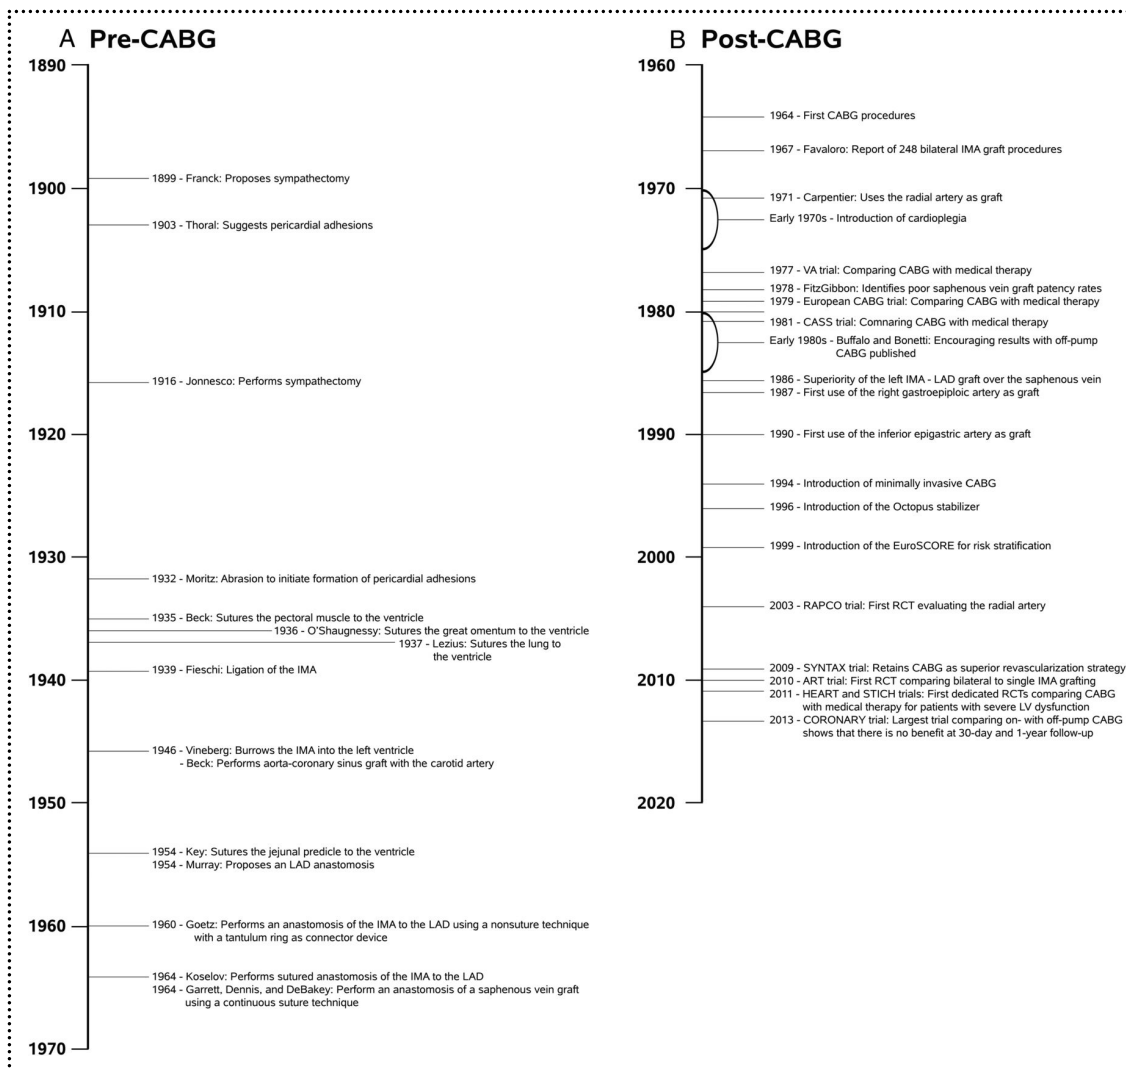 A Pre-CABG
1890
1899 - Franck: Proposes sympathectomy
1900
1903 - Thoral: Suggests pericardial adhesions
1910
1916 - Jonnesco: Performs sympathectomy
1920
1930
1932 - Moritz: Abrasion to initiate formation of pericardial adhesions
1935 - Beck: Sutures the pectoral muscle to the ventricle
1936 - O'Shaugnessy: Sutures the great omentum to the ventricle
1937 - Lezius: Sutures the lung to
the ventricle
1939 - Fieschi: Ligation of the IMA
1940
1946 - Vineberg: Burrows the IMA into the left ventricle
- Beck: Performs aorta-coronary sinus graft with the carotid artery
1950
1954 - Key: Sutures the jejunal predicle to the ventricle
1954 - Murray: Proposes an LAD anastomosis
1960
1960 - Goetz: Performs an anastomosis of the IMA to the LAD using a nonsuture technique
with a tantulum ring as connector device
1964 - Koselov: Performs sutured anastomosis of the IMA to the LAD
1964 - Garrett, Dennis, and DeBakey: Perform an anastomosis of a saphenous vein graft
using a continuous suture technique
1970
B Post-CABG
1960
1964 - First CABG procedures
1967 - Favaloro: Report of 248 bilateral IMA graft procedures
1970
1971 - Carpentier: Uses the radial artery as graft
Early 1970s - Introduction of cardioplegia
1977 - VA trial: Comparing CABG with medical therapy
1978 - FitzGibbon: Identifies poor saphenous vein graft patency rates
1979 - European CABG trial: Comparing CABG with medical therapy
1980
1981 - CASS trial: Comnaring CABG with medical therapy
Early 1980s - Buffalo and Bonetti: Encouraging results with off-pump
CABG published
1986 - Superiority of the left IMA - LAD graft over the saphenous vein
1987 - First use of the right gastroepiploic artery as graft
1990
1990 - First use of the inferior epigastric artery as graft
1994 - Introduction of minimally invasive CABG
1996 - Introduction of the Octopus stabilizer
1999 - Introduction of the EuroSCORE for risk stratification
2000
2003 - RAPCO trial: First RCT evaluating the radial artery
2009 - SYNTAX trial: Retains CABG as superior revascularization strategy
2010
2010 - ART trial: First RCT comparing bilateral to single IMA grafting
2011 - HEART and STICH trials: First dedicated RCTs comparing CABG
with medical therapy for patients with severe LV dysfunction
2013 - CORONARY trial: Largest trial comparing on- with off-pump CABG
shows that there is no benefit at 30-day and 1-year follow-up
2020